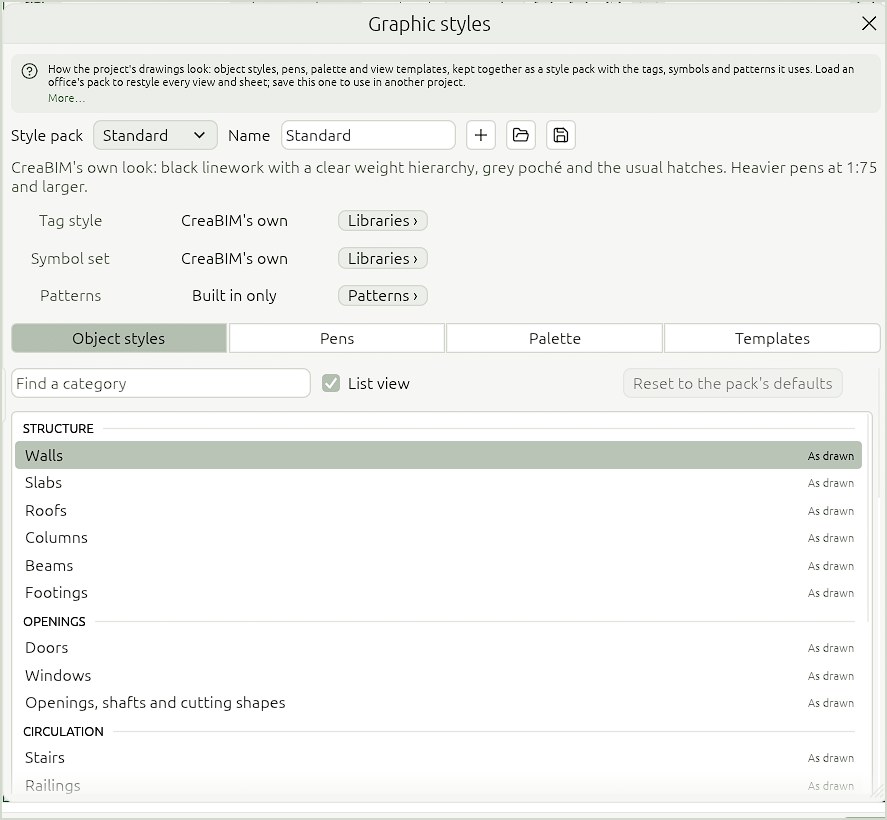 Graphic styles
How the project's drawings look: object styles, pens, palette and view templates, kept together as a style pack with the tags, symbols and patterns it uses. Load an
office's pack to restyle every view and sheet; save this one to use in another project.
More...
Style pack Standard Name Standard
CreaBIM's own look: black linework with a clear weight hierarchy, grey poché and the usual hatches. Heavier pens at 1:75
and larger.
Tag style CreaBIM's own Libraries ›
Symbol set CreaBIM's own Libraries ›
Patterns Built in only Patterns ›
Object styles Pens Palette Templates
Find a category List view Reset to the pack's defaults
STRUCTURE
Walls As drawn
Slabs As drawn
Roofs As drawn
Columns As drawn
Beams As drawn
Footings As drawn
OPENINGS
Doors As drawn
Windows As drawn
Openings, shafts and cutting shapes As drawn
CIRCULATION
Stairs As drawn
Railings As drawn